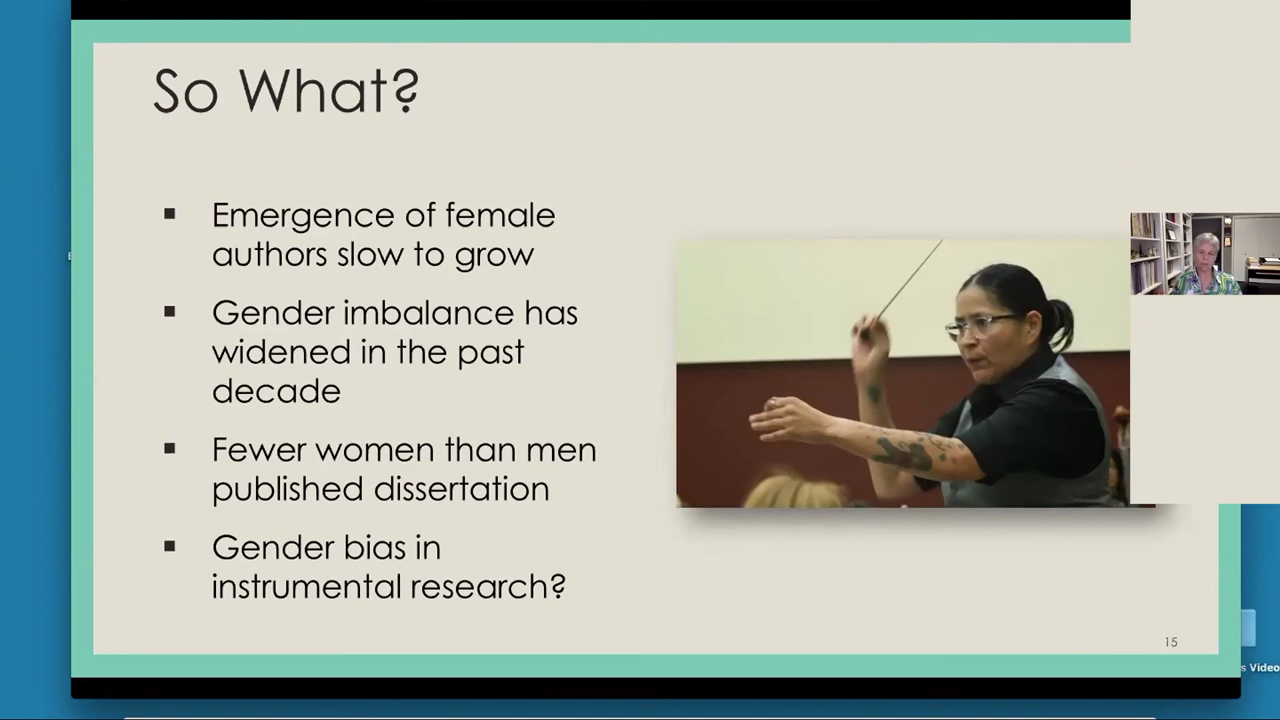 So What?
▪ Emergence of female
authors slow to grow
▪ Gender imbalance has
widened in the past
decade
▪ Fewer women than men
published dissertation
▪ Gender bias in
instrumental research?
15
s Video